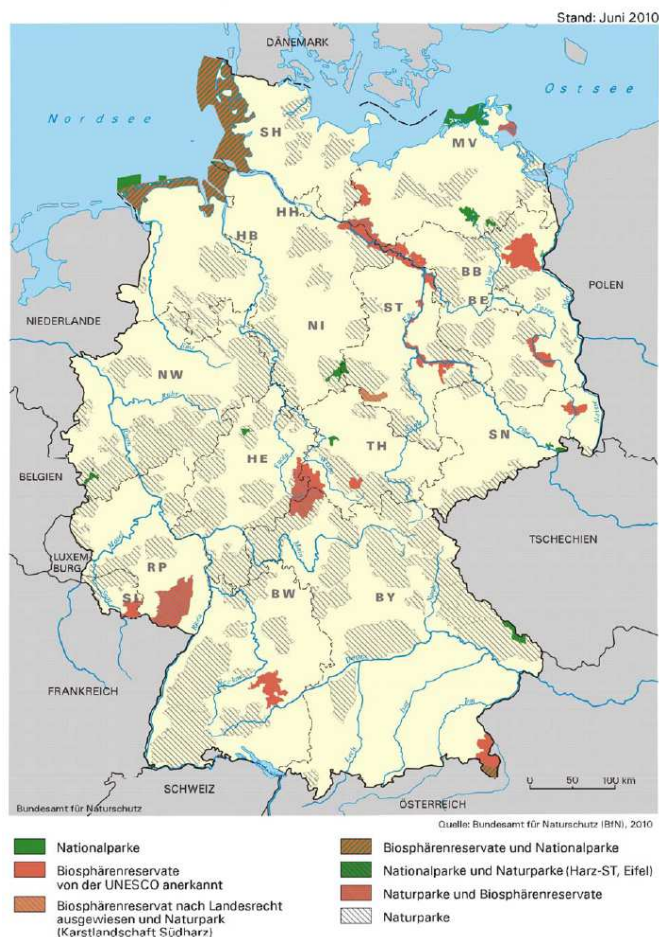 Stand: Juni 2010
DÄNEMARK
Nordsee
Ostsee
SH
MV
HH
HB
BB
BE
POLEN
ST
NIEDERLANDE
NI
NW
SN
HE
TH
BELGIEN
TSCHECHIEN
LUXEM
BURG
RP
SL
BW
BY
FRANKREICH
SCHWEIZ
ÖSTERREICH
0 50 100 km
Bundesamt für Naturschutz
Quelle: Bundesamt für Naturschutz (BfN), 2010
Nationalparke
Biosphärenreservate
von der UNESCO anerkannt
Biosphärenreservat nach Landesrecht
ausgewiesen und Naturpark
(Karstlandschaft Südharz)
Biosphärenreservate und Nationalparke
Nationalparke und Naturparke (Harz-ST, Eifel)
Naturparke und Biosphärenreservate
Naturparke